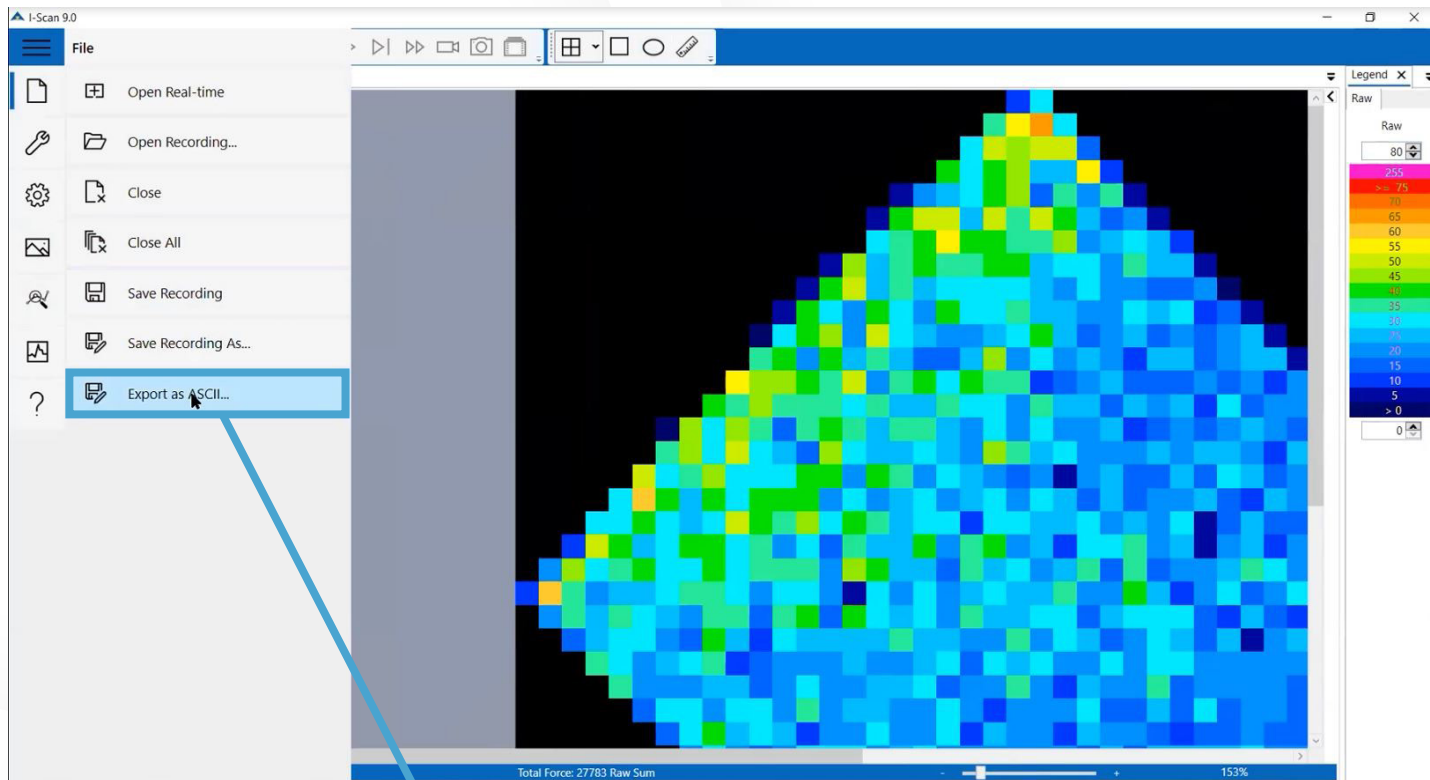 I-Scan 9.0
File
Open Real-time
Open Recording...
Close
Close All
Save Recording
Save Recording As...
Export as ASCII...
?
Legend
Raw
Raw
80
255
>= 75
70
65
60
55
50
45
40
35
30
25
20
15
10
5
> 0
0
Total Force: 27783 Raw Sum
- +
153%